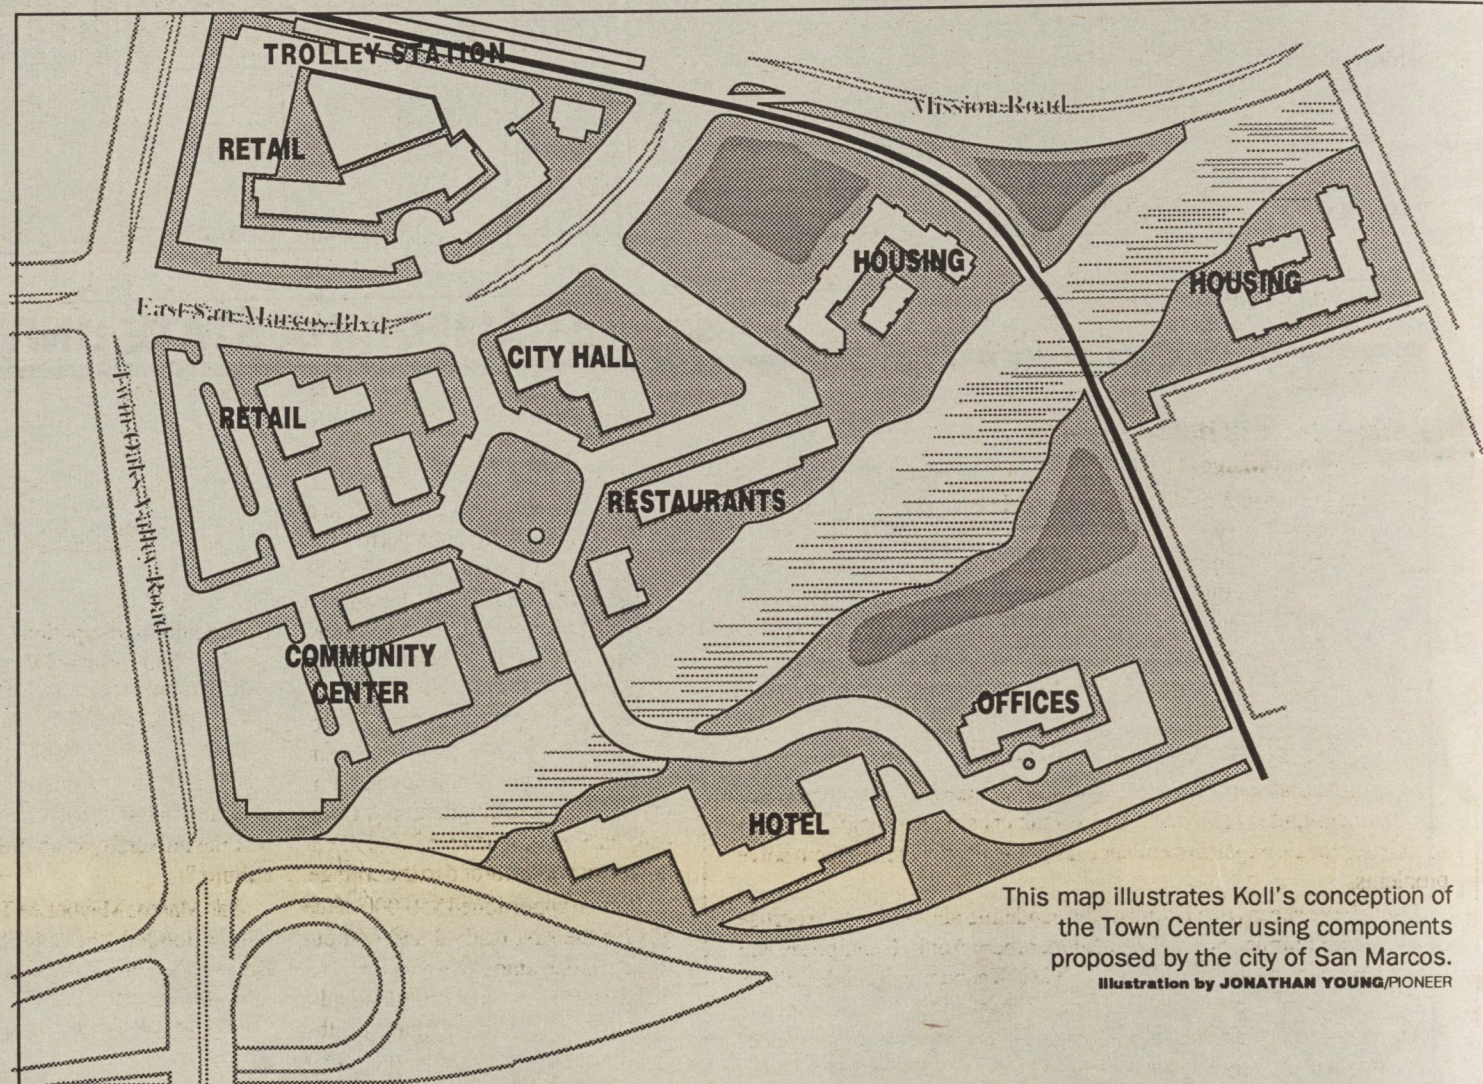 TROLLEY STATION
Mission Road
RETAIL
HOUSING
HOUSING
East San Marcos Blvd.
CITY HALL
RETAIL
Twin Oaks Valley Road
RESTAURANTS
COMMUNITY
CENTER
OFFICES
HOTEL
This map illustrates Koll's conception of
the Town Center using components
proposed by the city of San Marcos.
Illustration by JONATHAN YOUNG/PIONEER